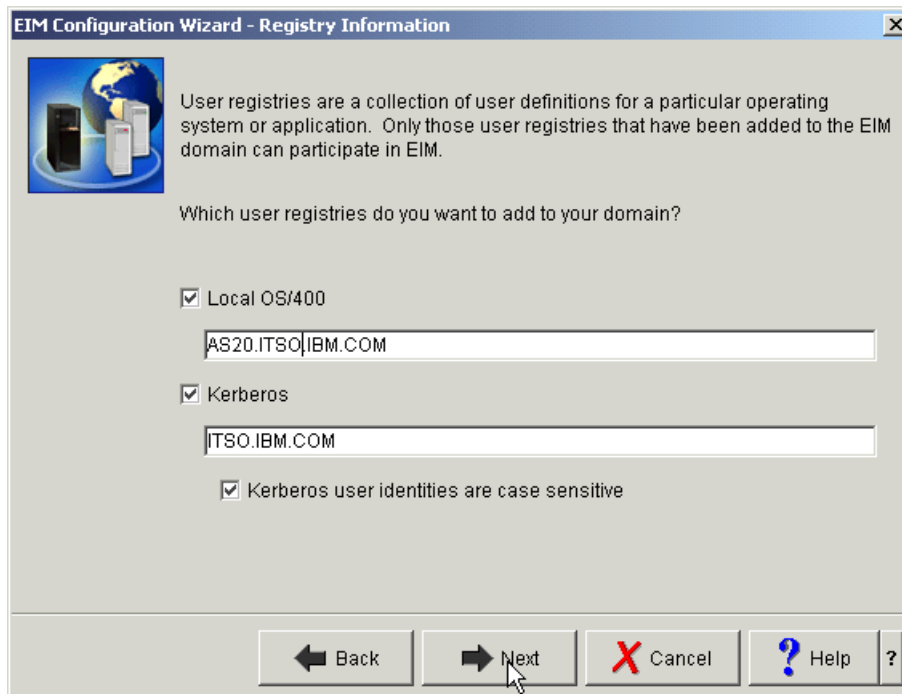 EIM Configuration Wizard - Registry Information
User registries are a collection of user definitions for a particular operating
system or application. Only those user registries that have been added to the EIM
domain can participate in EIM.
Which user registries do you want to add to your domain?
Local OS/400
AS20.ITSO.IBM.COM
Kerberos
ITSO.IBM.COM
Kerberos user identities are case sensitive
Back Next Cancel ? Help ?